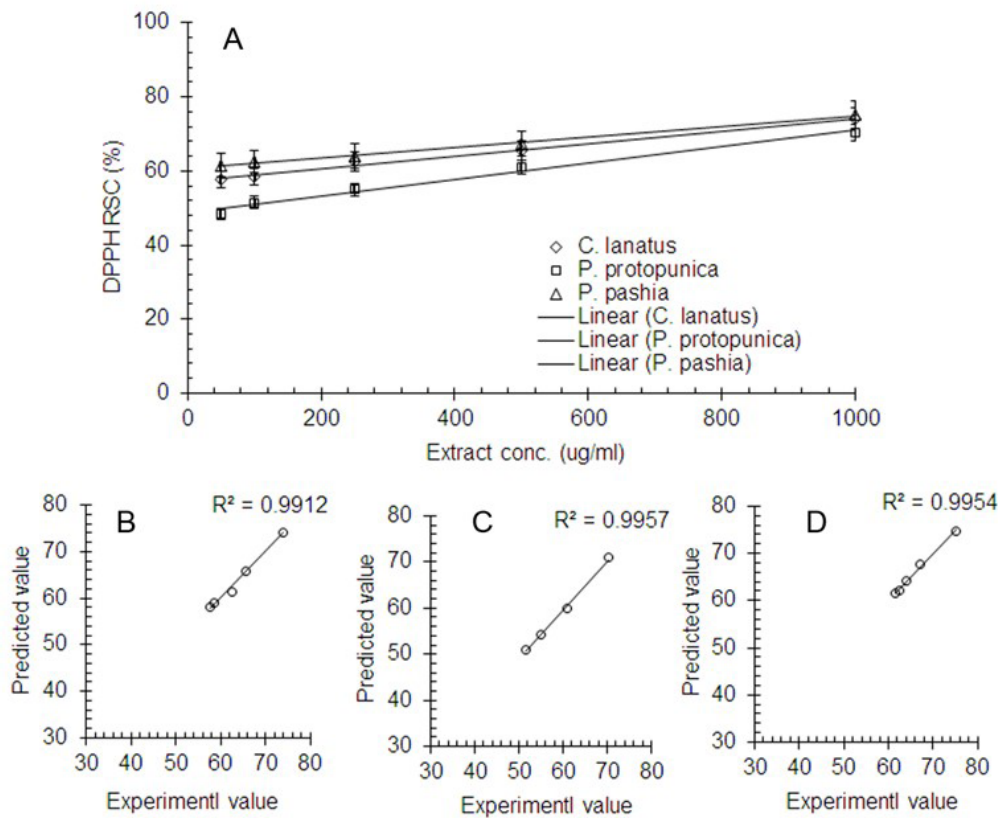 A
100
80
60
40
20
0
DPPH RSC (%)
C. lanatus
P. protopunica
P. pashia
Linear (C. lanatus)
Linear (P. protopunica)
Linear (P. pashia)
0 200 400 600 800 1000
Extract conc. (ug/ml)
B
R² = 0.9912
80
70
60
50
40
30
Predicted value
30 40 50 60 70 80
Experimentl value
C
R² = 0.9957
80
70
60
50
40
30
Predicted value
30 40 50 60 70 80
Experimentl value
D
R² = 0.9954
80
70
60
50
40
30
Predicted value
30 40 50 60 70 80
Experimentl value